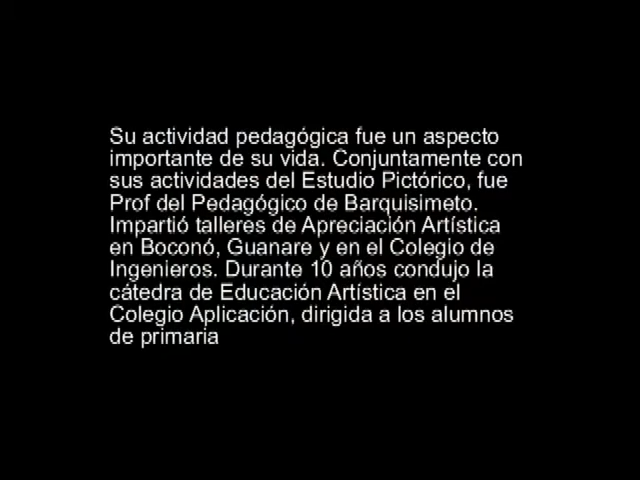 Su actividad pedagógica fue un aspecto
importante de su vida. Conjuntamente con
sus actividades del Estudio Pictórico, fue
Prof del Pedagógico de Barquisimeto.
Impartió talleres de Apreciación Artística
en Boconó, Guanare y en el Colegio de
Ingenieros. Durante 10 años condujo la
cátedra de Educación Artística en el
Colegio Aplicación, dirigida a los alumnos
de primaria